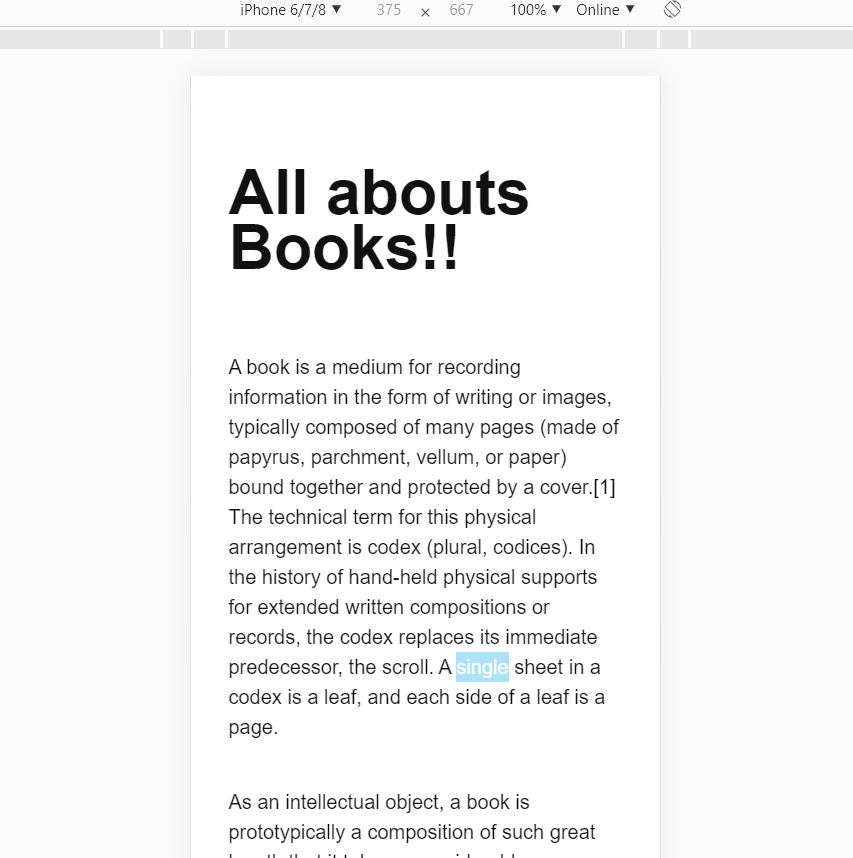 iPhone 6/7/8 ▼ 375 × 667 100% ▼ Online ▼
All abouts
Books!!
A book is a medium for recording
information in the form of writing or images,
typically composed of many pages (made of
papyrus, parchment, vellum, or paper)
bound together and protected by a cover.[1]
The technical term for this physical
arrangement is codex (plural, codices). In
the history of hand-held physical supports
for extended written compositions or
records, the codex replaces its immediate
predecessor, the scroll. A single sheet in a
codex is a leaf, and each side of a leaf is a
page.
As an intellectual object, a book is
prototypically a composition of such great